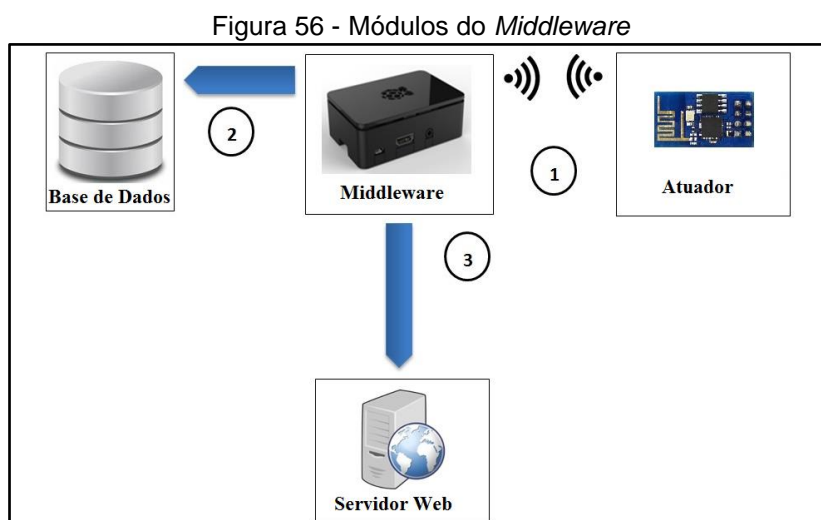 Figura 56 - Módulos do Middleware
2
1
Base de Dados
Middleware
Atuador
3
Servidor Web